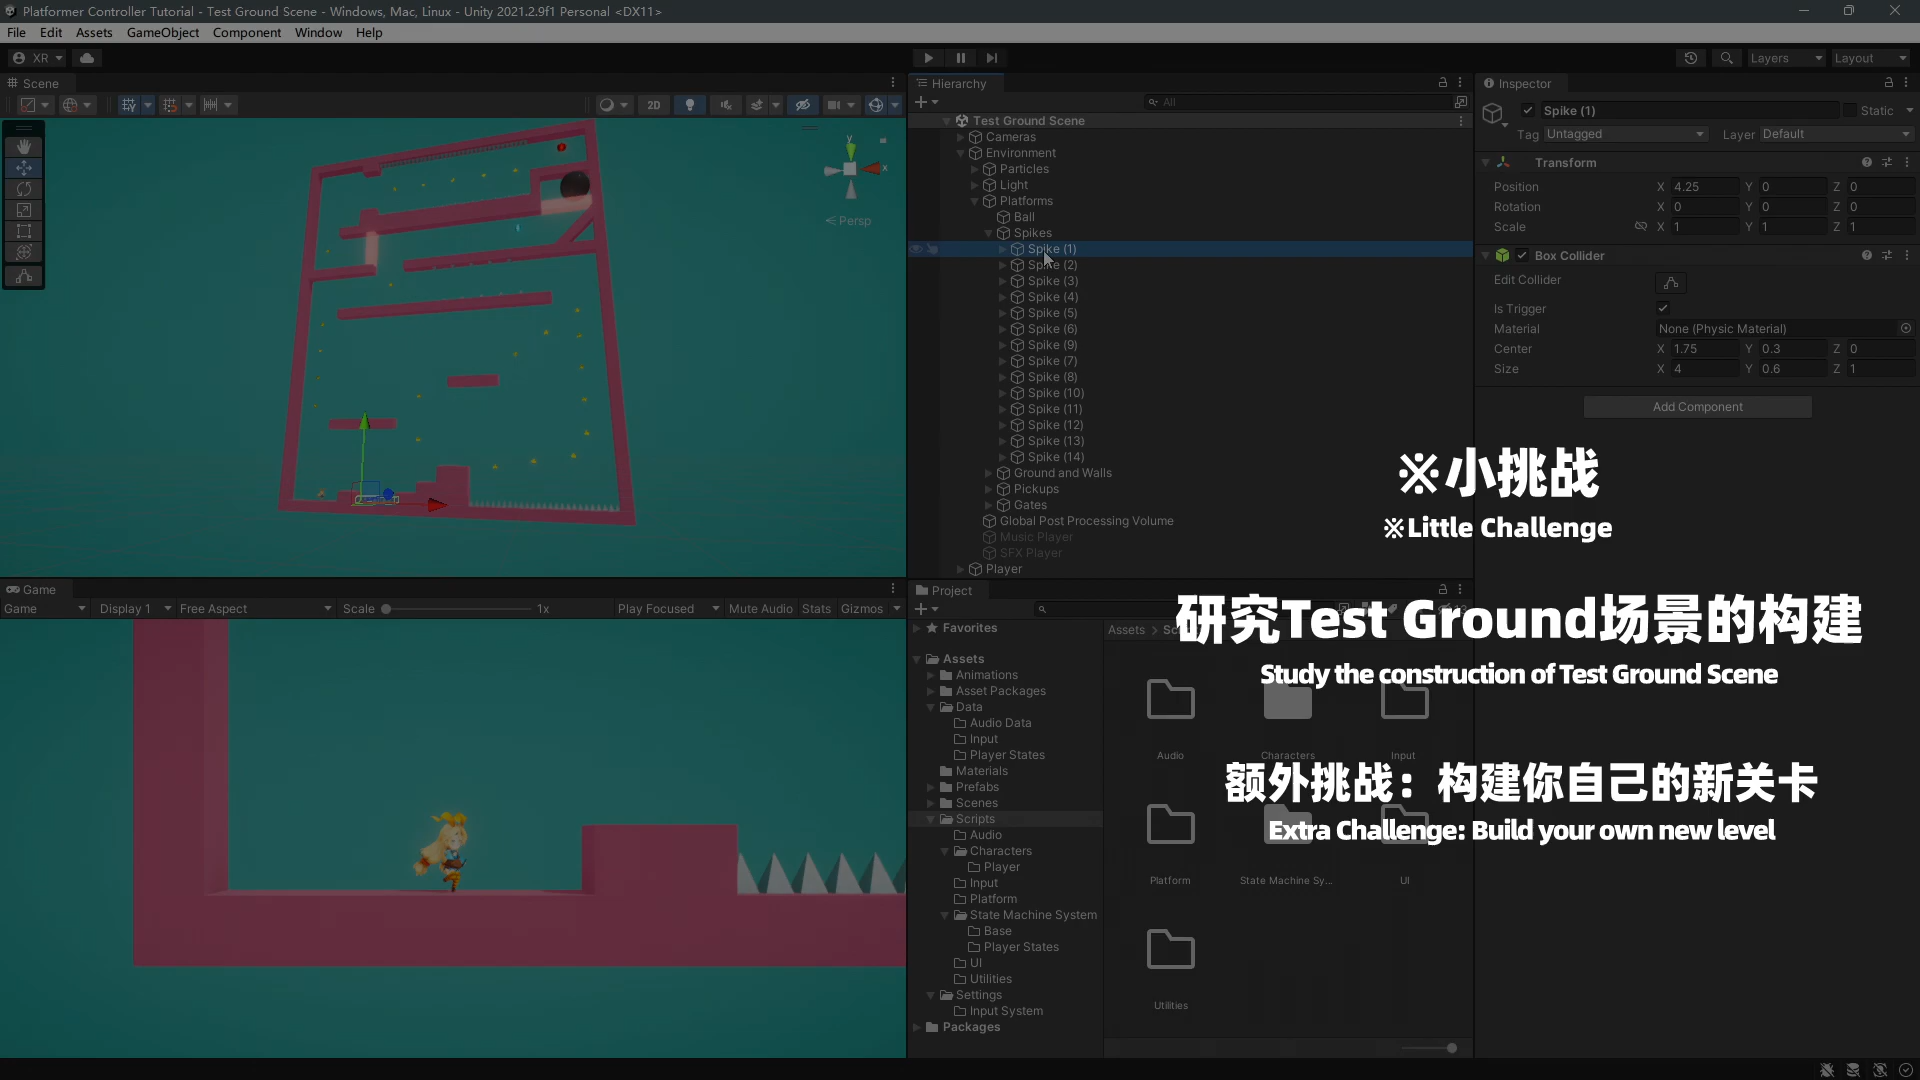 Platformer Controller Tutorial - Test Ground Scene - Windows, Mac, Linux - Unity 2021.2.9f1 Personal <DX11>
File Edit Assets GameObject Component Window Help
XR
Layers
Layout
Scene
2D
y
x
< Persp
Hierarchy
All
Test Ground Scene
Cameras
Environment
Particles
Light
Platforms
Ball
Spikes
Spike (1)
Spike (2)
Spike (3)
Spike (4)
Spike (5)
Spike (6)
Spike (9)
Spike (7)
Spike (8)
Spike (10)
Spike (11)
Spike (12)
Spike (13)
Spike (14)
Ground and Walls
Pickups
Gates
Global Post Processing Volume
Music Player
SFX Player
Player
Inspector
Spike (1)
Static
Tag Untagged Layer Default
Transform
Position X 4.25 Y 0 Z 0
Rotation X 0 Y 0 Z 0
Scale X 1 Y 1 Z 1
Box Collider
Edit Collider
Is Trigger
Material None (Physic Material)
Center X 1.75 Y 0.3 Z 0
Size X 4 Y 0.6 Z 1
Add Component
※小挑战
※Little Challenge
研究Test Ground场景的构建
Study the construction of Test Ground Scene
额外挑战：构建你自己的新关卡
Extra Challenge: Build your own new level
Game
Game Display 1 Free Aspect Scale 1x Play Focused Mute Audio Stats Gizmos
Project
Favorites
Assets
Animations
Asset Packages
Data
Audio Data
Input
Player States
Materials
Prefabs
Scenes
Scripts
Audio
Characters
Player
Input
Platform
State Machine System
Base
Player States
UI
Utilities
Settings
Input System
Packages
Assets >
Audio
Characters
Input
Platform
State Machine Sy...
UI
Utilities